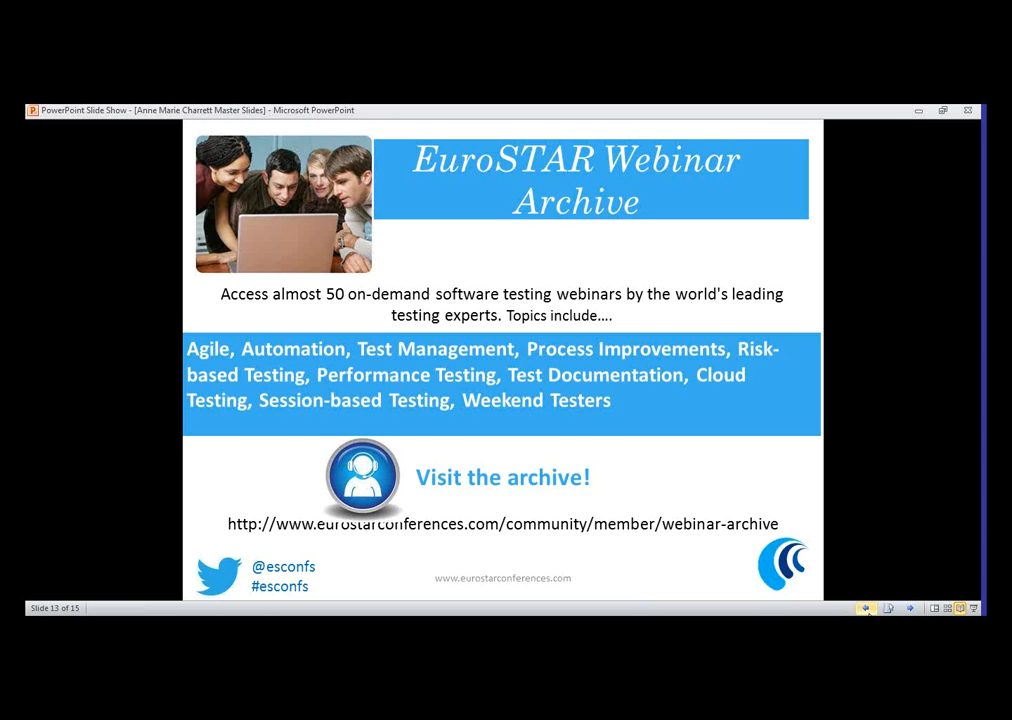 PowerPoint Slide Show - [Anne Marie Charrett Master Slides] - Microsoft PowerPoint
EuroSTAR Webinar
Archive
Access almost 50 on-demand software testing webinars by the world's leading
testing experts. Topics include....
Agile, Automation, Test Management, Process Improvements, Risk-
based Testing, Performance Testing, Test Documentation, Cloud
Testing, Session-based Testing, Weekend Testers
Visit the archive!
http://www.eurostarconferences.com/community/member/webinar-archive
@esconfs
#esconfs
www.eurostarconferences.com
Slide 13 of 15